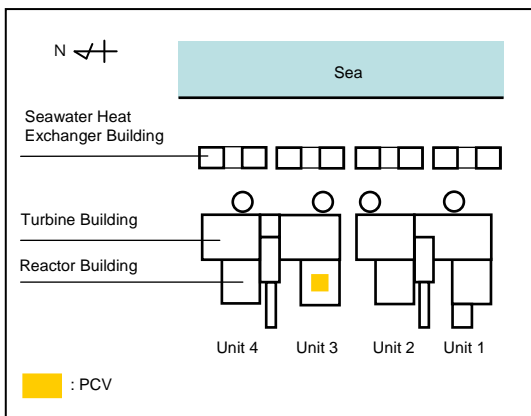 N
Sea
Seawater Heat
Exchanger Building
Turbine Building
Reactor Building
Unit 4 Unit 3 Unit 2 Unit 1
: PCV